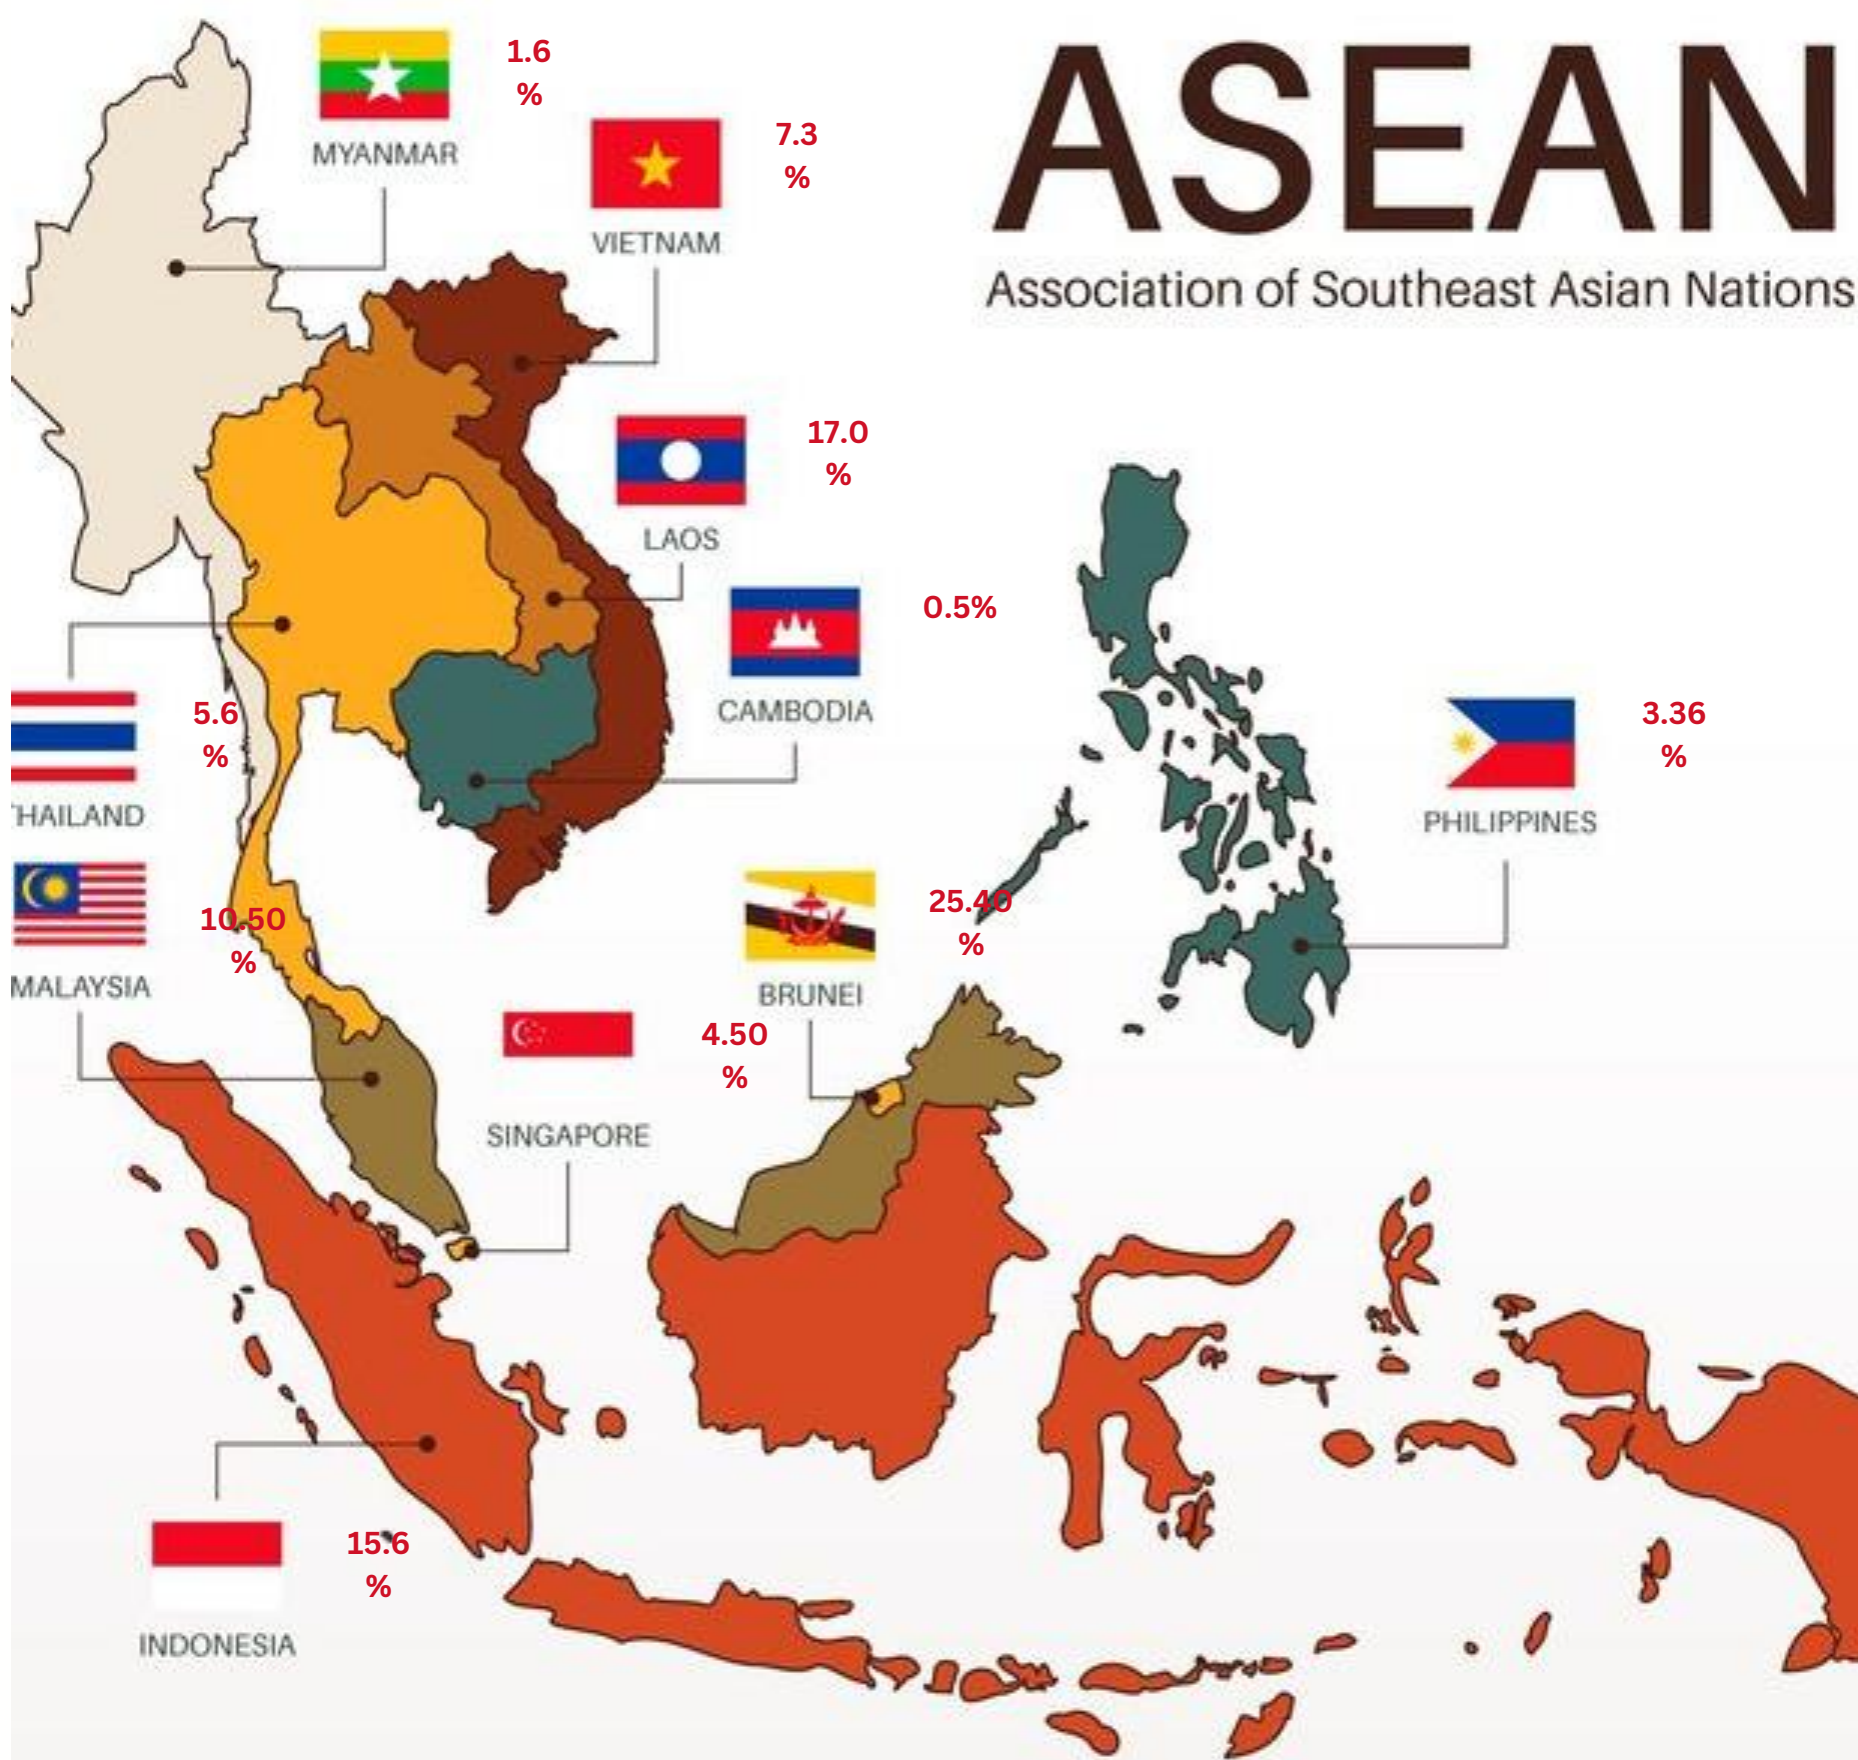 ASEAN
Association of Southeast Asian Nations
1.6
%
MYANMAR
7.3
%
VIETNAM
17.0
%
LAOS
0.5%
CAMBODIA
5.6
%
HAILAND
3.36
%
PHILIPPINES
10.50
%
MALAYSIA
25.40
%
BRUNEI
4.50
%
SINGAPORE
15.6
%
INDONESIA